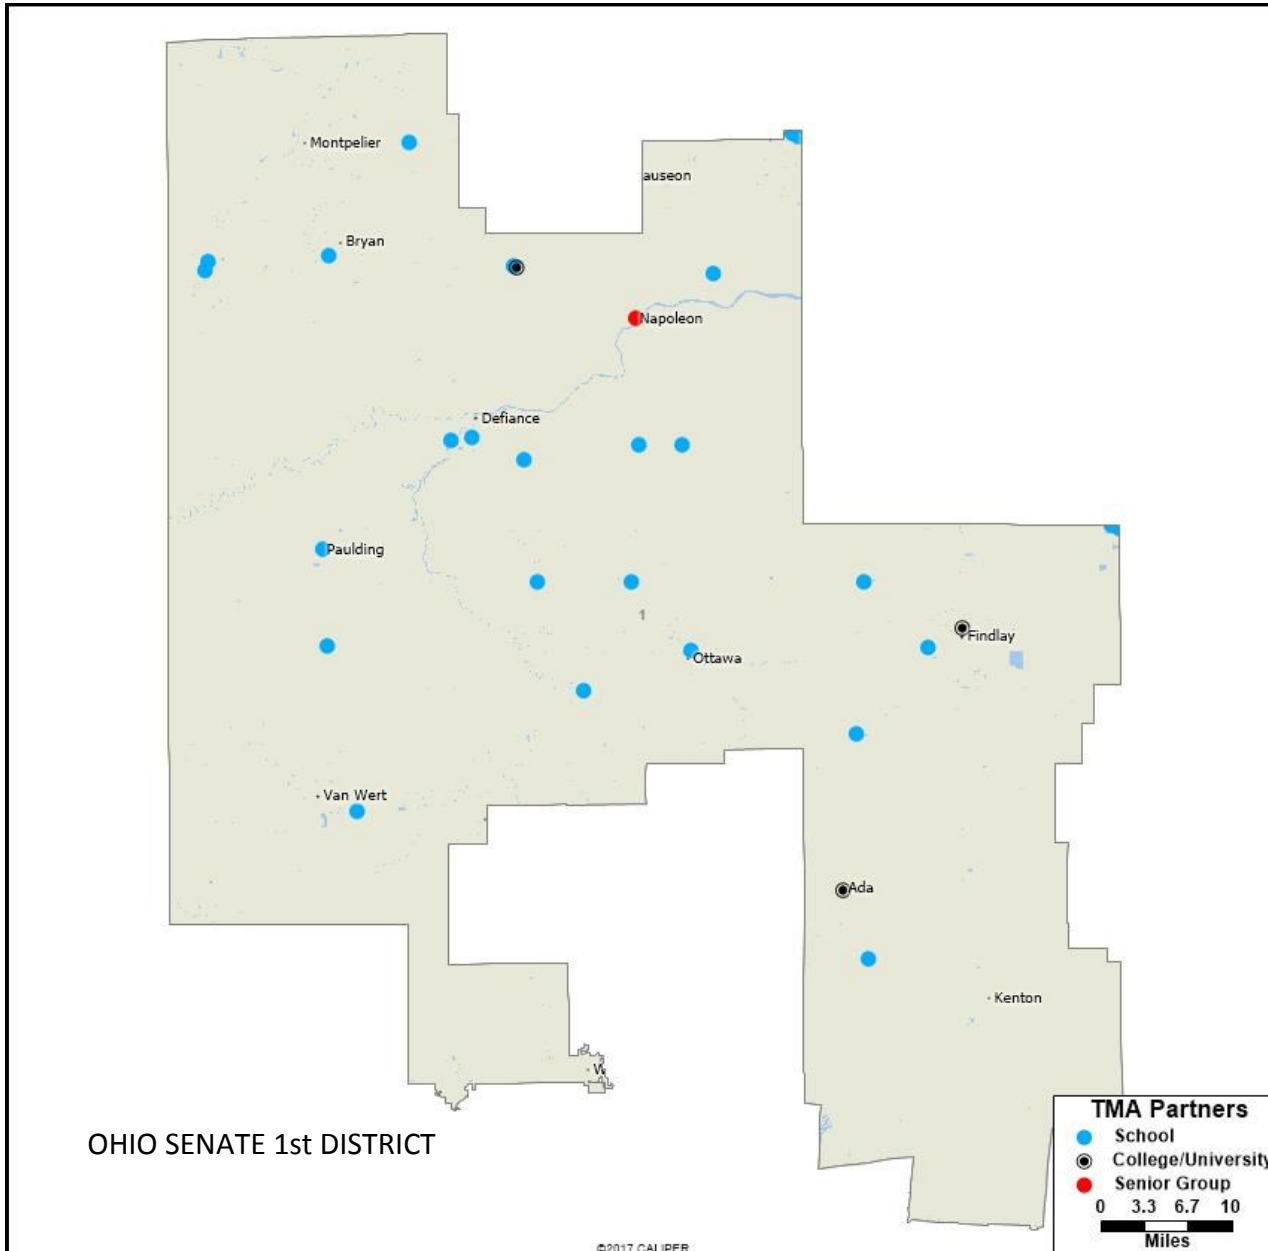 Montpelier
auseon
Bryan
Napoleon
Defiance
Paulding
1
Findlay
Ottawa
Van Wert
Ada
Kenton
W
OHIO SENATE 1st DISTRICT
TMA Partners
School
College/University
Senior Group
0 3.3 6.7 10
Miles
©2017 CALIPER